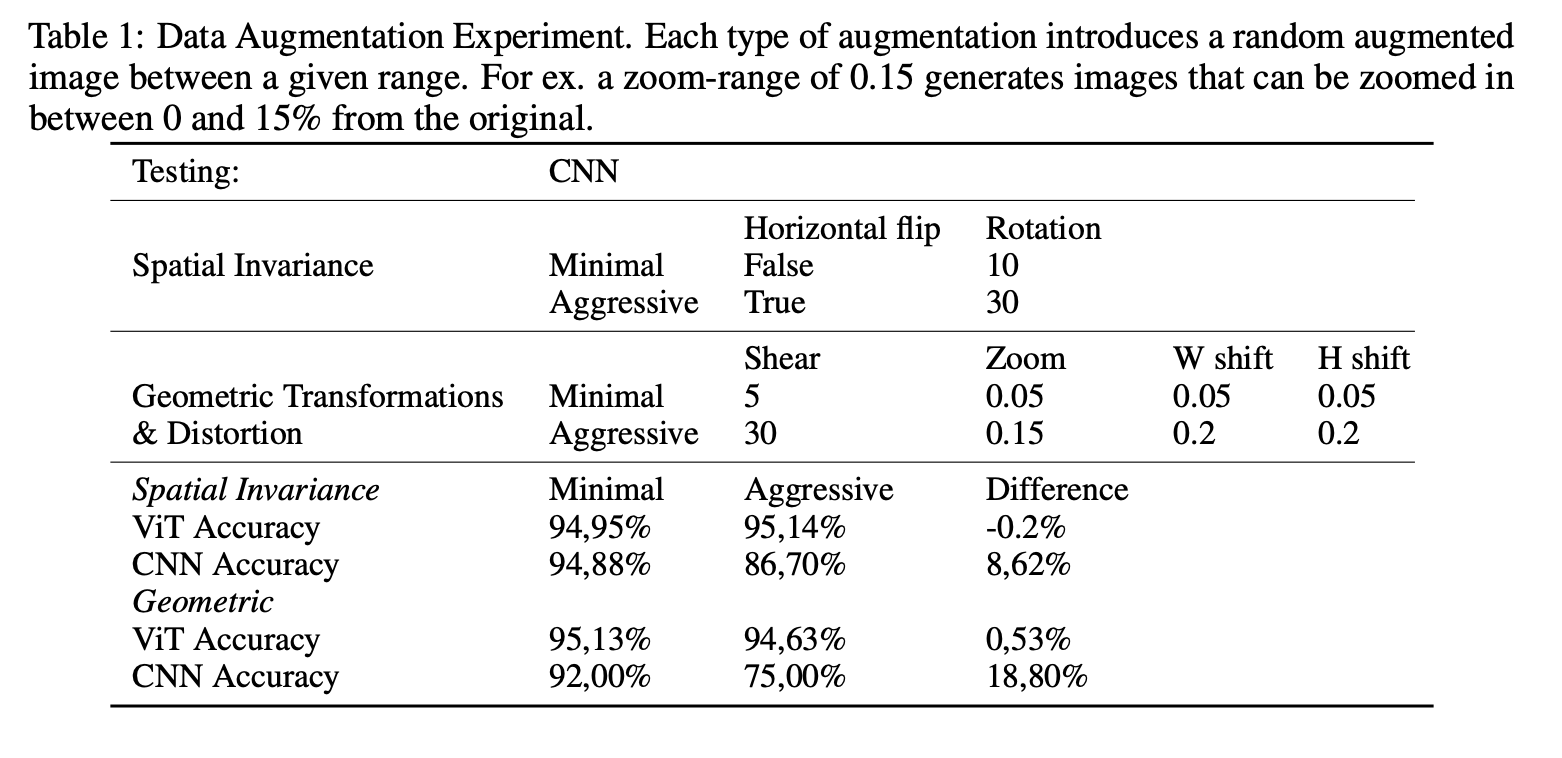 Table 1: Data Augmentation Experiment. Each type of augmentation introduces a random augmented
image between a given range. For ex. a zoom-range of 0.15 generates images that can be zoomed in
between 0 and 15% from the original.
Testing: CNN
Horizontal flip Rotation
Spatial Invariance Minimal False 10
Aggressive True 30
Shear Zoom W shift H shift
Geometric Transformations Minimal 5 0.05 0.05 0.05
& Distortion Aggressive 30 0.15 0.2 0.2
Spatial Invariance Minimal Aggressive Difference
ViT Accuracy 94,95% 95,14% -0.2%
CNN Accuracy 94,88% 86,70% 8,62%
Geometric
ViT Accuracy 95,13% 94,63% 0,53%
CNN Accuracy 92,00% 75,00% 18,80%